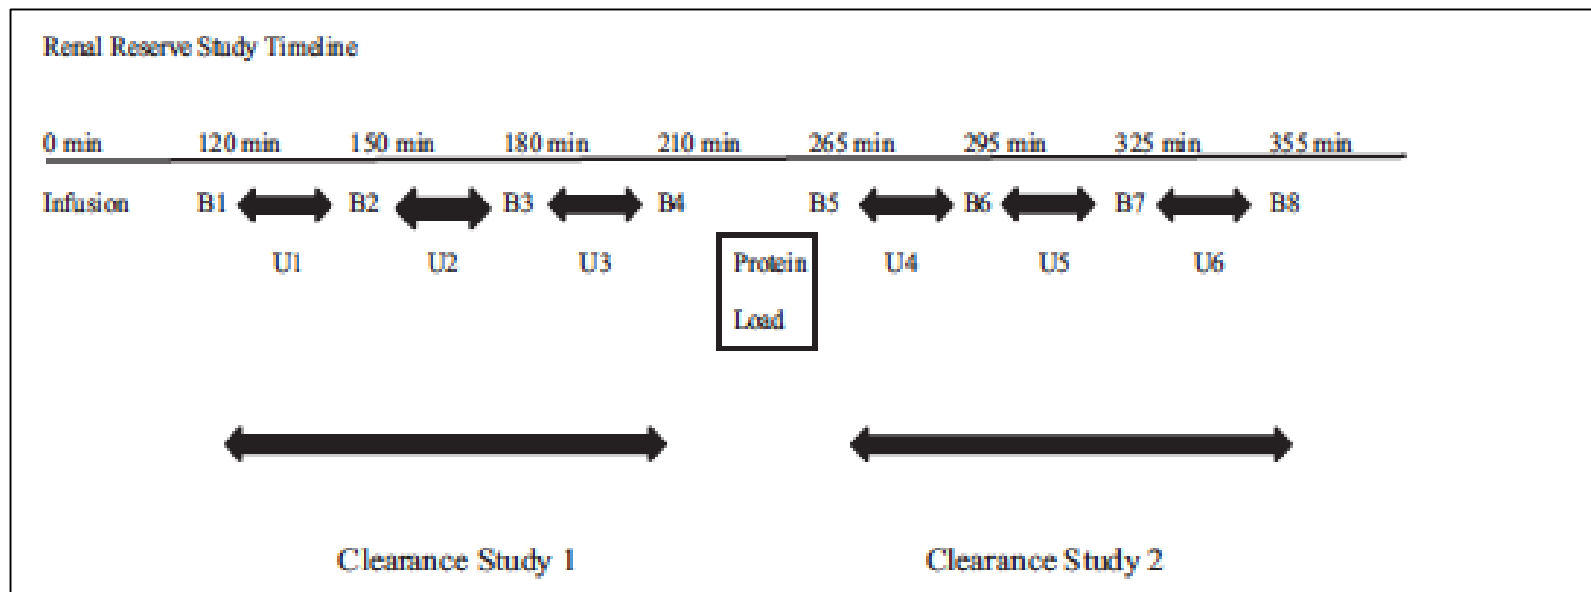 Renal Reserve Study Timeline
0 min 120 min 150 min 180 min 210 min 265 min 295 min 325 min 355 min
Infusion B1 B2 B3 B4 B5 B6 B7 B8
U1 U2 U3 Protein U4 U5 U6
Load
Clearance Study 1 Clearance Study 2